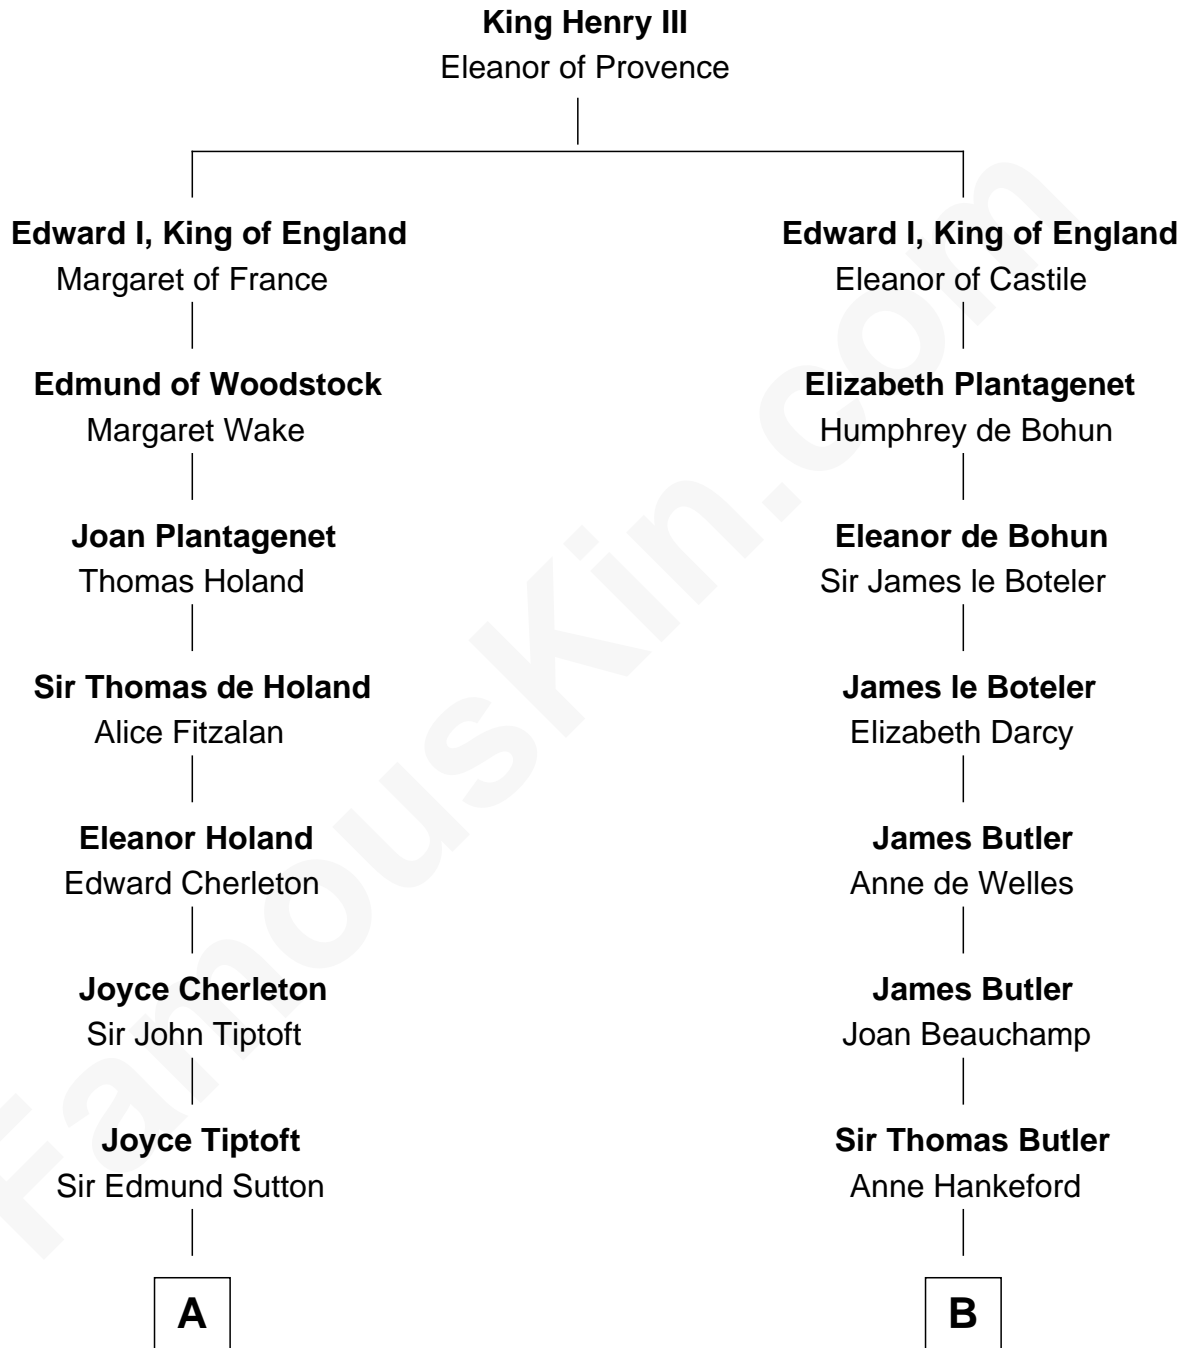 King Henry III
Eleanor of Provence
Edward I, King of England
Margaret of France
Edmund of Woodstock
Margaret Wake
Joan Plantagenet
Thomas Holand
Sir Thomas de Holand
Alice Fitzalan
Eleanor Holand
Edward Cherleton
Joyce Cherleton
Sir John Tiptoft
Joyce Tiptoft
Sir Edmund Sutton
A
Edward I, King of England
Eleanor of Castile
Elizabeth Plantagenet
Humphrey de Bohun
Eleanor de Bohun
Sir James le Boteler
James le Boteler
Elizabeth Darcy
James Butler
Anne de Welles
James Butler
Joan Beauchamp
Sir Thomas Butler
Anne Hankeford
B
FamousKin.com